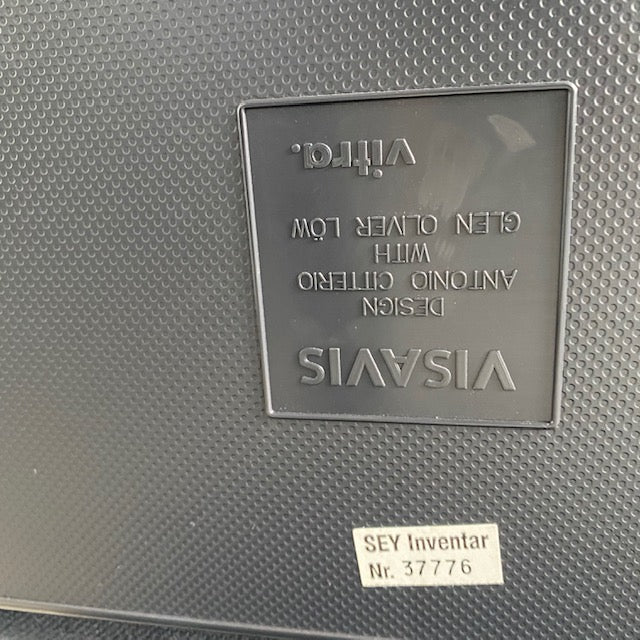 VISAVIS
DESIGN
ANTONIO CITTERIO
WITH
GLEN OLIVER LÖW
vitra.
SEY Inventar
Nr. 37776